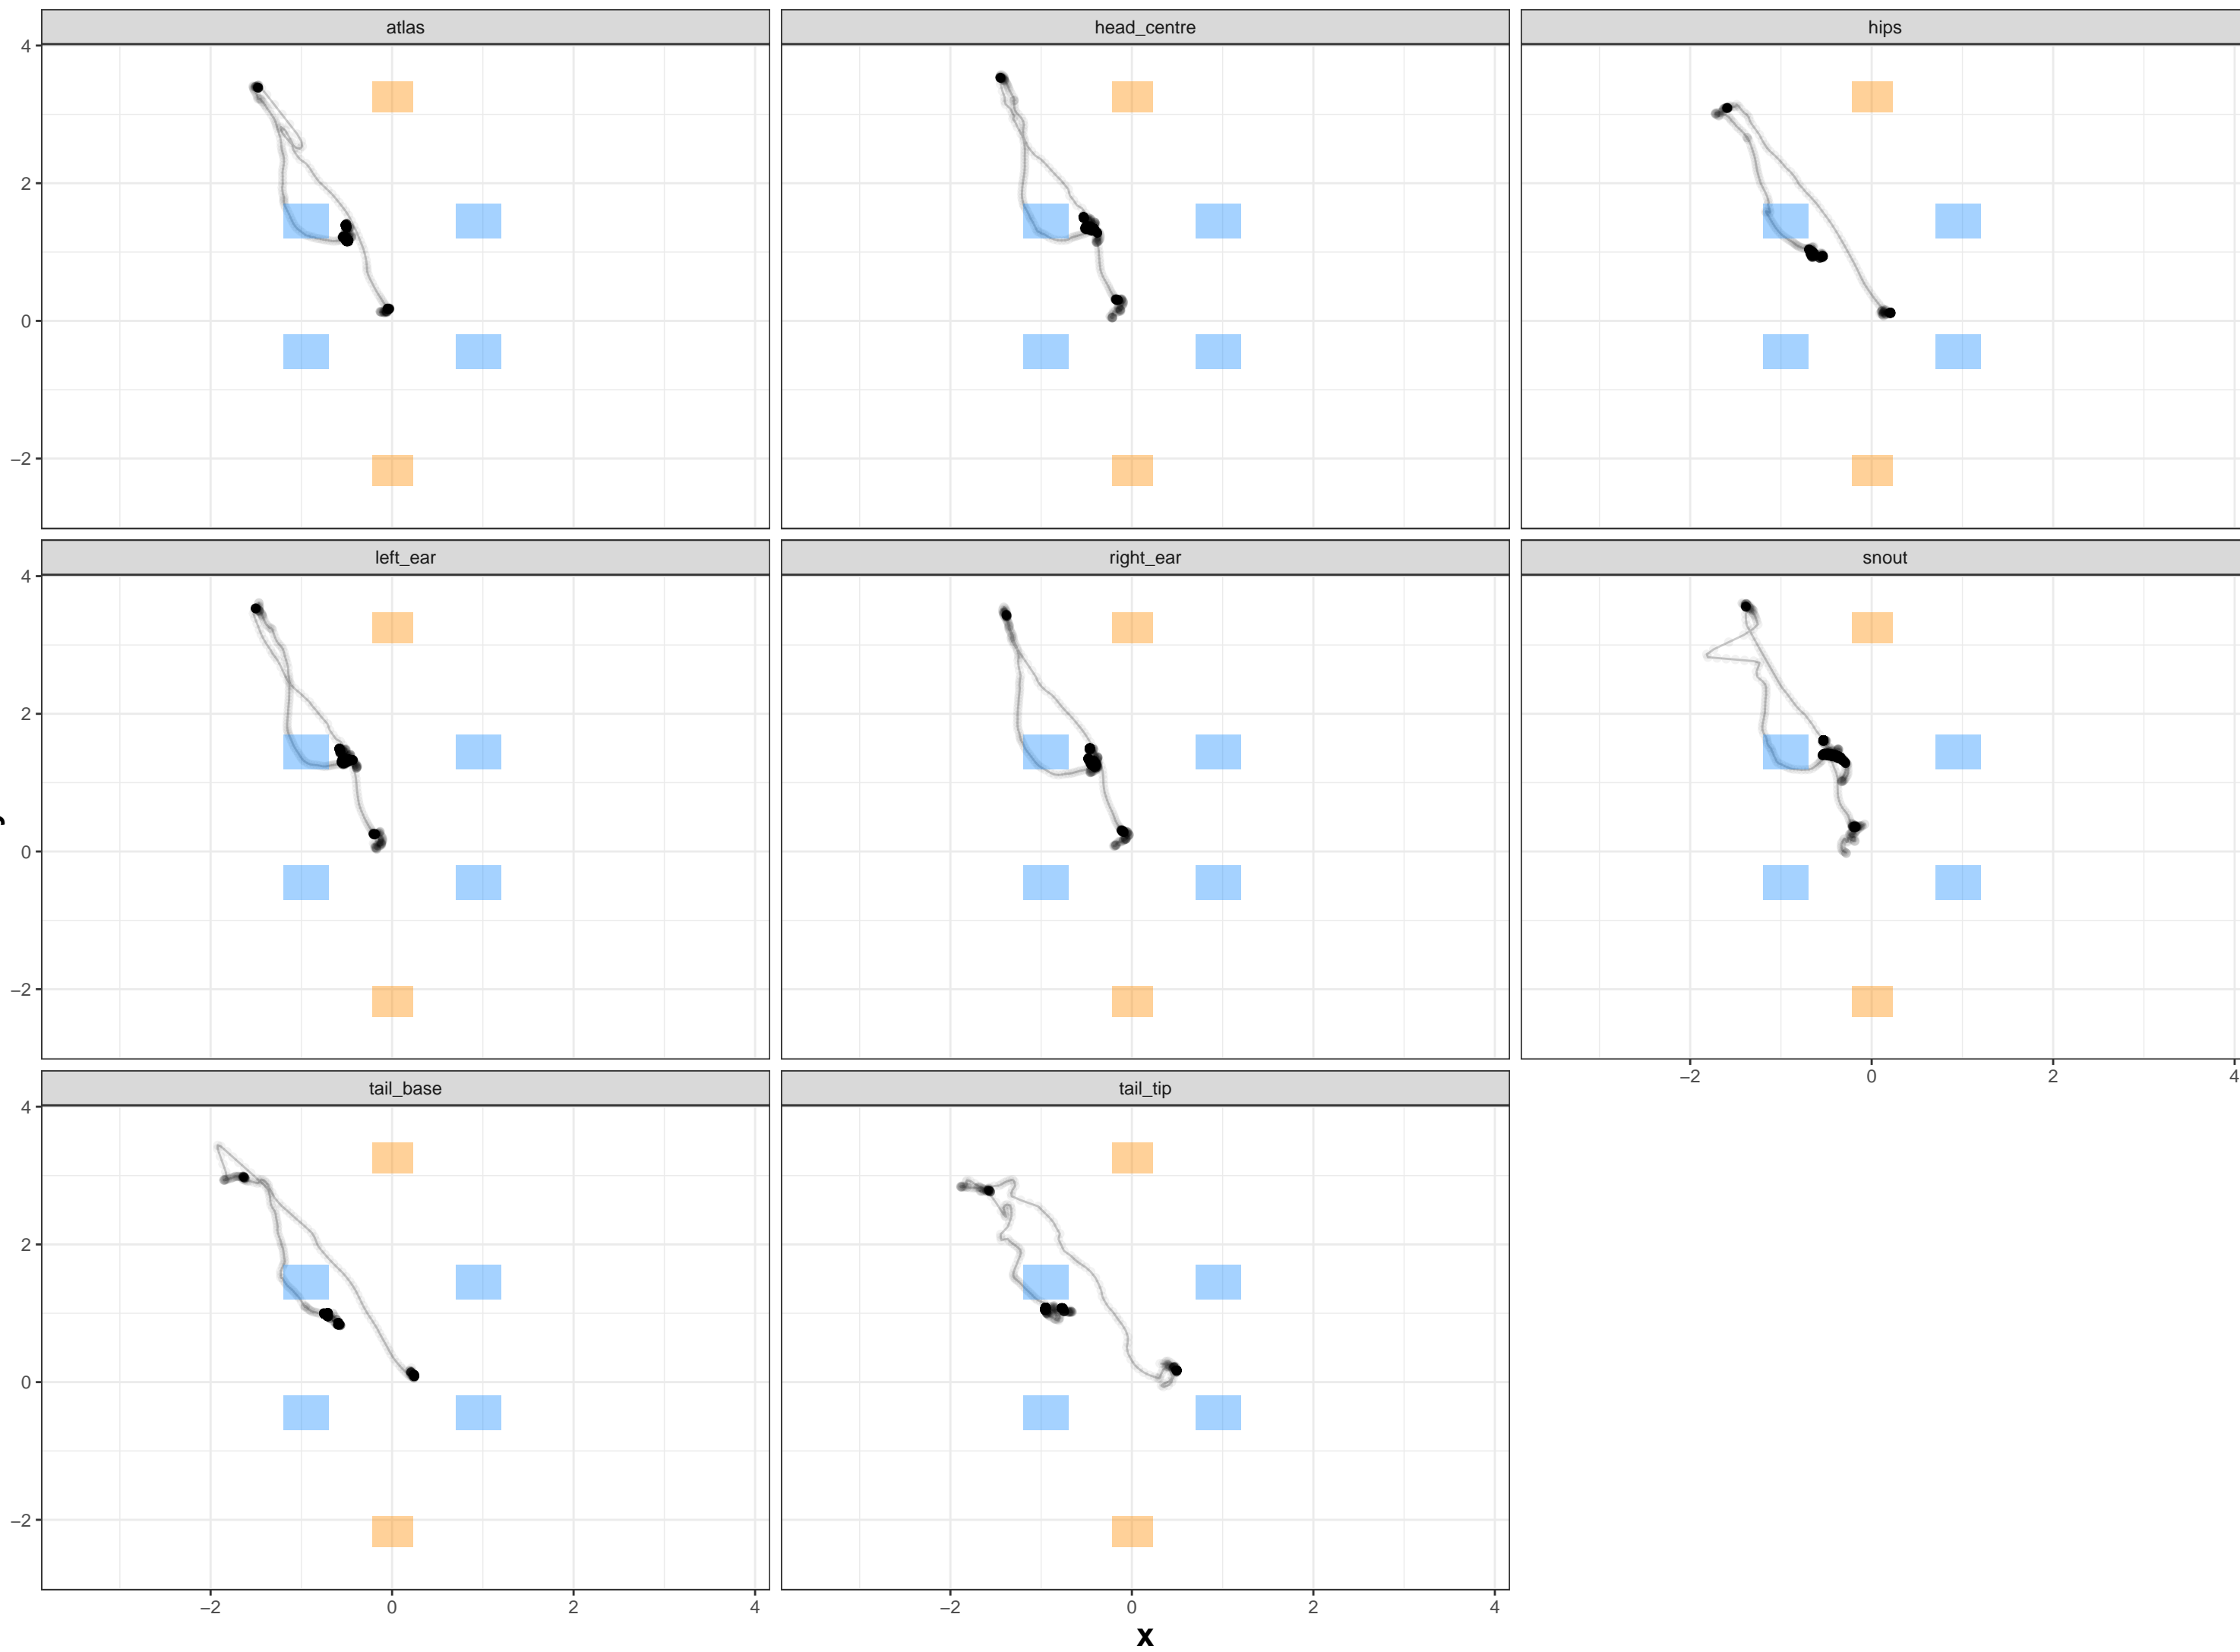 atlas head_centre hips
4
2
0
−2
left_ear right_ear snout
4
2
0
−2
−2 0 2 4
tail_base tail_tip
4
2
0
−2
−2 0 2 4 −2 0 2 4
x